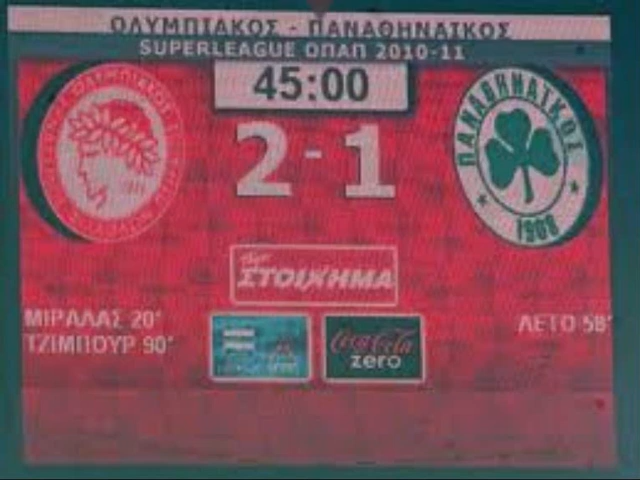 ΟΛΥΜΠΙΑΚΟΣ - ΠΑΝΑΘΗΝΑΪΚΟΣ
SUPERLEAGUE ΟΠΑΠ 2010-11
45:00
2 - 1
ΠΑΝΑΘΗΝΑΪΚΟΣ
1908
ΣΤΟΙΧΗΜΑ
ΜΙΡΑΛΑΣ 20'
ΤΖΙΜΠΟΥΡ 90'
ΛΕΤΟ 58'
Coca-Cola
zero